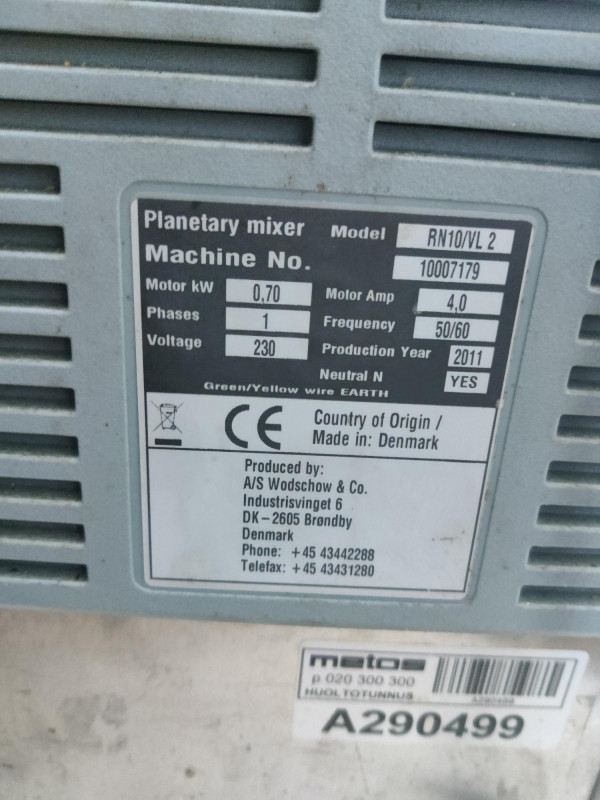 Planetary mixer Model RN10/VL 2
Machine No. 10007179
Motor kW 0,70 Motor Amp 4,0
Phases 1 Frequency 50/60
Voltage 230 Production Year 2011
Neutral N YES
Green/Yellow wire EARTH
CE Country of Origin /
Made in: Denmark
Produced by:
A/S Wodschow & Co.
Industrisvinget 6
DK-2605 Brøndby
Denmark
Phone: +45 43442288
Telefax: +45 43431280
metos
p. 020 300 300
HUOLTOTUNNUS
A290499
A290499